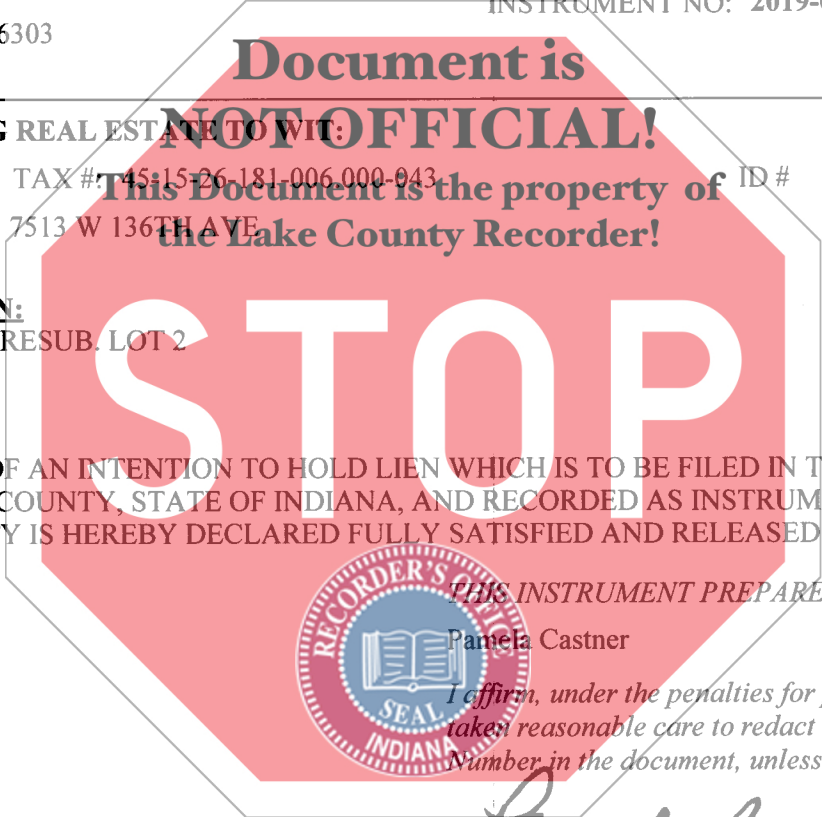 INSTRUMENT NO: 2019-0
6303
Document is
NOT OFFICIAL!
G REAL ESTATE TO WIT:
TAX #: 45-15-26-181-006.000-043 ID #
This Document is the property of
7513 W 136TH AVE
the Lake County Recorder!
N:
RESUB. LOT 2
STOP
OF AN INTENTION TO HOLD LIEN WHICH IS TO BE FILED IN T
COUNTY, STATE OF INDIANA, AND RECORDED AS INSTRUM
Y IS HEREBY DECLARED FULLY SATISFIED AND RELEASED
RECORDER'S OFFICE
SEAL
INDIANA
THIS INSTRUMENT PREPARE
Pamela Castner
I affirm, under the penalties for
taken reasonable care to redact
Number in the document, unless